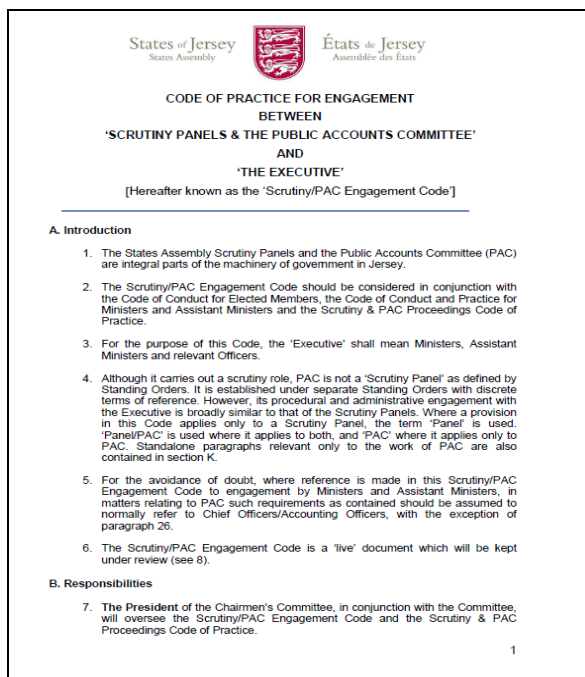 States of Jersey
States Assembly
États de Jersey
Assemblée des États
CODE OF PRACTICE FOR ENGAGEMENT
BETWEEN
‘SCRUTINY PANELS & THE PUBLIC ACCOUNTS COMMITTEE’
AND
‘THE EXECUTIVE’
[Hereafter known as the ‘Scrutiny/PAC Engagement Code’]
A. Introduction
1. The States Assembly Scrutiny Panels and the Public Accounts Committee (PAC)
are integral parts of the machinery of government in Jersey.
2. The Scrutiny/PAC Engagement Code should be considered in conjunction with
the Code of Conduct for Elected Members, the Code of Conduct and Practice for
Ministers and Assistant Ministers and the Scrutiny & PAC Proceedings Code of
Practice.
3. For the purpose of this Code, the ‘Executive’ shall mean Ministers, Assistant
Ministers and relevant Officers.
4. Although it carries out a scrutiny role, PAC is not a ‘Scrutiny Panel’ as defined by
Standing Orders. It is established under separate Standing Orders with discrete
terms of reference. However, its procedural and administrative engagement with
the Executive is broadly similar to that of the Scrutiny Panels. Where a provision
in this Code applies only to a Scrutiny Panel, the term ‘Panel’ is used.
‘Panel/PAC’ is used where it applies to both, and ‘PAC’ where it applies only to
PAC. Standalone paragraphs relevant only to the work of PAC are also
contained in section K.
5. For the avoidance of doubt, where reference is made in this Scrutiny/PAC
Engagement Code to engagement by Ministers and Assistant Ministers, in
matters relating to PAC such requirements as contained should be assumed to
normally refer to Chief Officers/Accounting Officers, with the exception of
paragraph 26.
6. The Scrutiny/PAC Engagement Code is a ‘live’ document which will be kept
under review (see 8).
B. Responsibilities
7. The President of the Chairmen’s Committee, in conjunction with the Committee,
will oversee the Scrutiny/PAC Engagement Code and the Scrutiny & PAC
Proceedings Code of Practice.
1